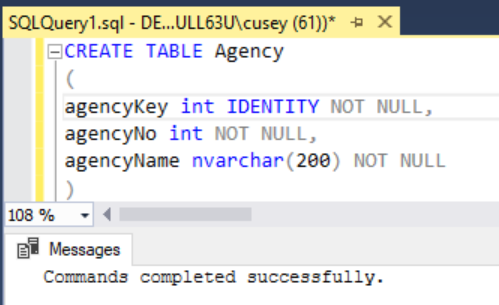 SQLQuery1.sql - DE...ULL63U\cusey (61))*
CREATE TABLE Agency
(
agencyKey int IDENTITY NOT NULL,
agencyNo int NOT NULL,
agencyName nvarchar(200) NOT NULL
)
108 %
Messages
Commands completed successfully.